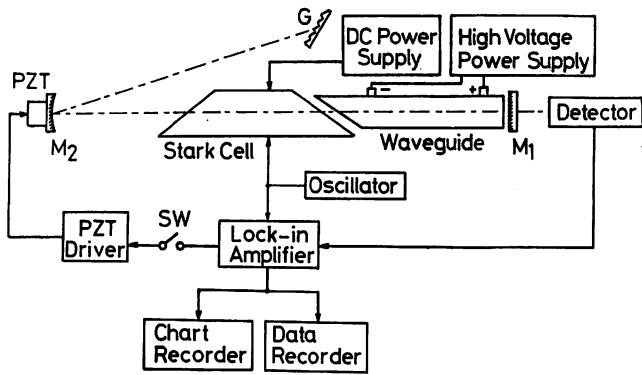 G
DC Power
Supply
High Voltage
Power Supply
PZT
−
+
M2
Stark Cell
Waveguide
M1
Detector
Oscillator
SW
PZT
Driver
Lock-in
Amplifier
Chart
Recorder
Data
Recorder